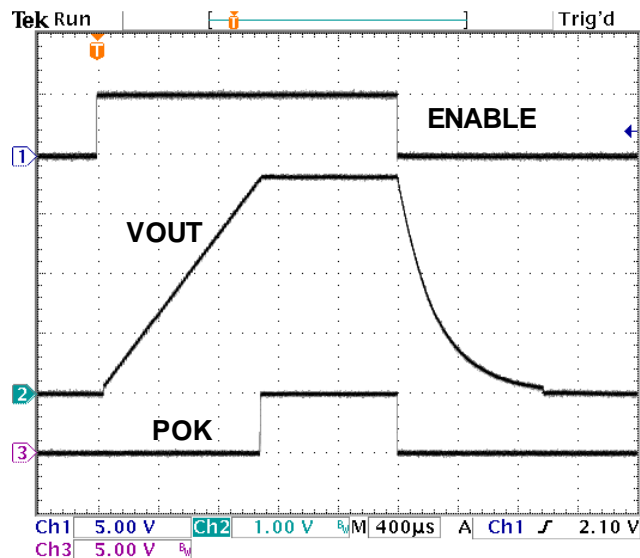 Tek Run Trig'd
T
T
ENABLE
1
VOUT
2
POK
3
Ch1 5.00 V Ch2 1.00 V BW M 400µs A Ch1 2.10 V
Ch3 5.00 V BW